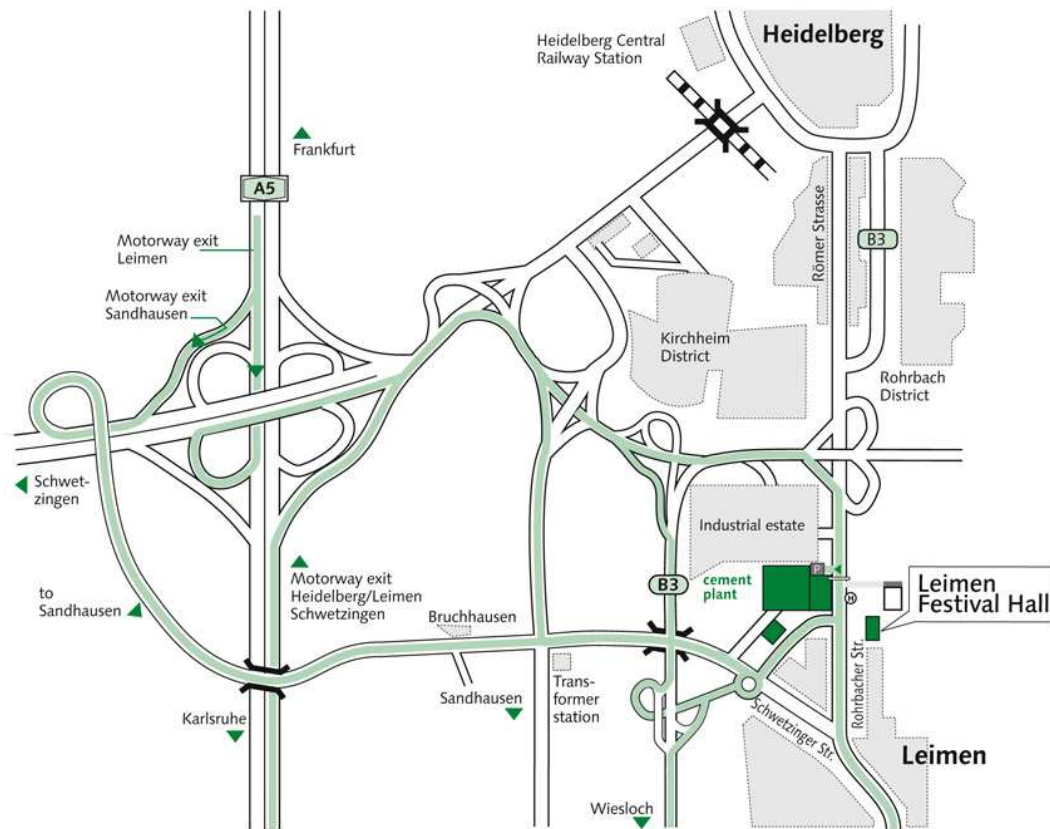 Heidelberg
Heidelberg Central
Railway Station
Frankfurt
A5
Motorway exit
Leimen
Motorway exit
Sandhausen
Römer Strasse
B3
Kirchheim
District
Rohrbach
District
Schwet-
zingen
Industrial estate
to
Sandhausen
Motorway exit
Heidelberg/Leimen
Schwetzingen
B3
cement
plant
P
H
Leimen
Festival Hall
Bruchhausen
Sandhausen
Trans-
former
station
Karlsruhe
Schwetzinger Str.
Rohrbacher Str.
Leimen
Wiesloch